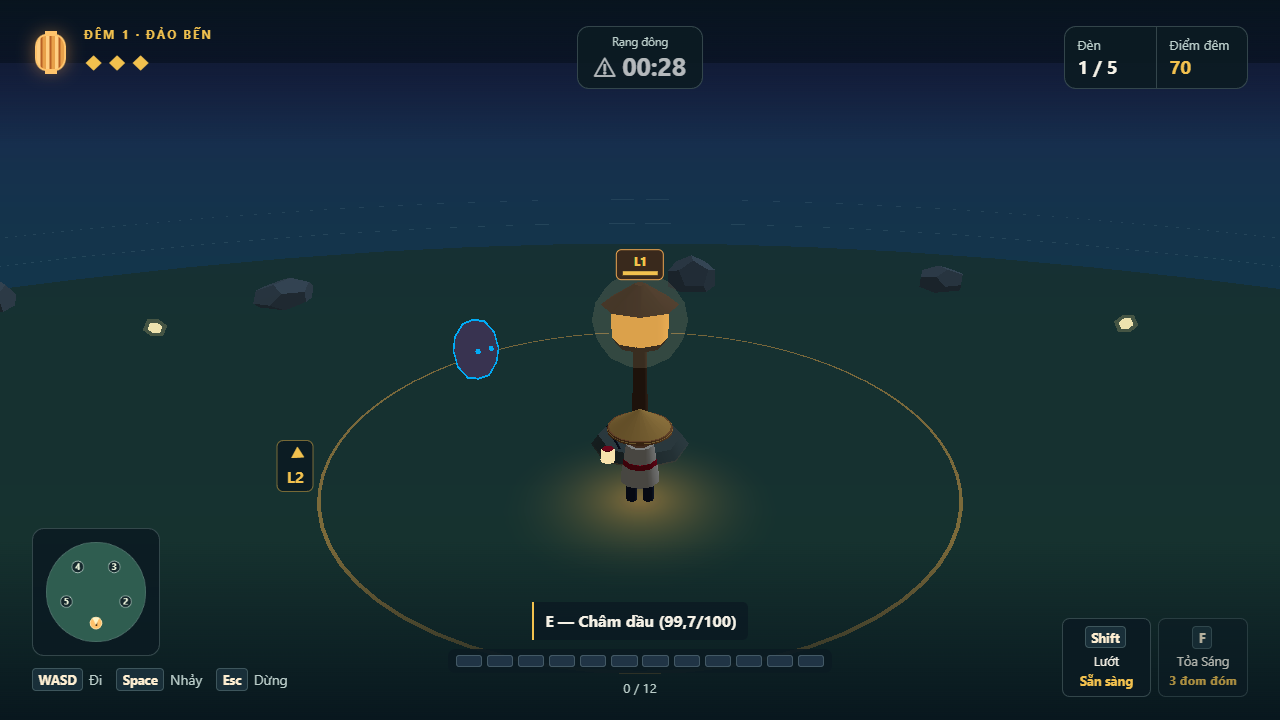 ĐÊM 1 · ĐẢO BẾN
Rạng đông
00:28
Đèn
1 / 5
Điểm đêm
70
L1
L2
4
3
5
2
E — Châm dầu (99,7/100)
0 / 12
WASD Đi Space Nhảy Esc Dừng
Shift
Lướt
Sẵn sàng
F
Tỏa Sáng
3 đom đóm